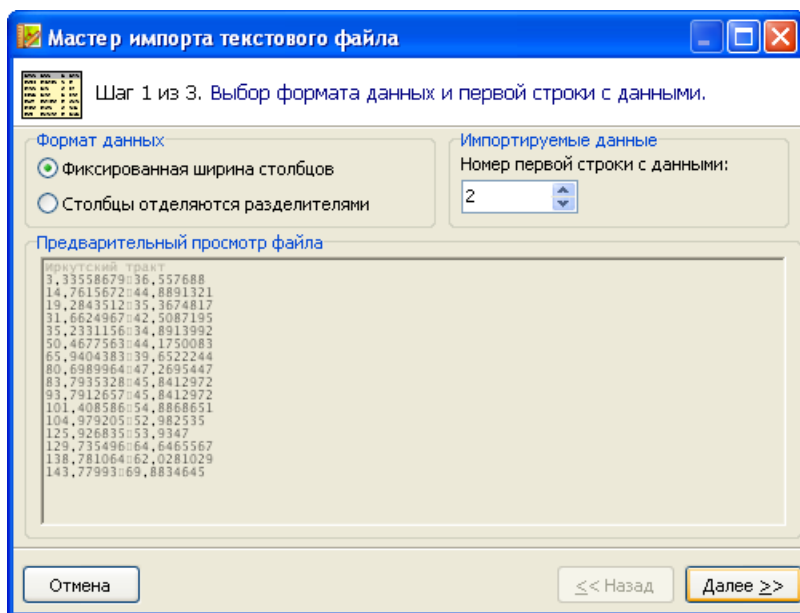 Мастер импорта текстового файла
Шаг 1 из 3. Выбор формата данных и первой строки с данными.
Формат данных
Фиксированная ширина столбцов
Столбцы отделяются разделителями
Импортируемые данные
Номер первой строки с данными:
2
Предварительный просмотр файла
Иркутский тракт
3,33558679▯36,557688
14,7615672▯44,8891321
19,2843512▯35,3674817
31,6624967▯42,5087195
35,2331156▯34,8913992
50,4677563▯44,1750083
65,9404383▯39,6522244
80,6989964▯47,2695447
83,7935328▯45,8412972
93,7912657▯45,8412972
101,408586▯54,8868651
104,979205▯52,982535
125,926835▯53,9347
129,735496▯64,6465567
138,781064▯62,0281029
143,77993▯69,8834645
Отмена
<< Назад
Далее >>